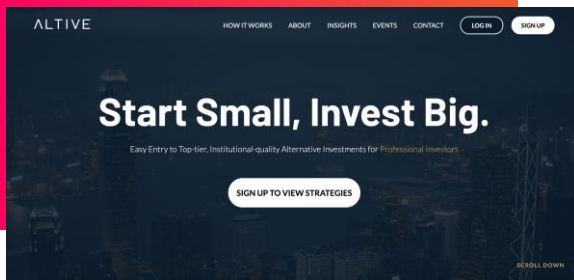 ALTIVE
HOW IT WORKS ABOUT INSIGHTS EVENTS CONTACT LOG IN SIGN UP
Start Small, Invest Big.
Easy Entry to Top-tier, Institutional-quality Alternative Investments for Professional Investors
SIGN UP TO VIEW STRATEGIES
SCROLL DOWN